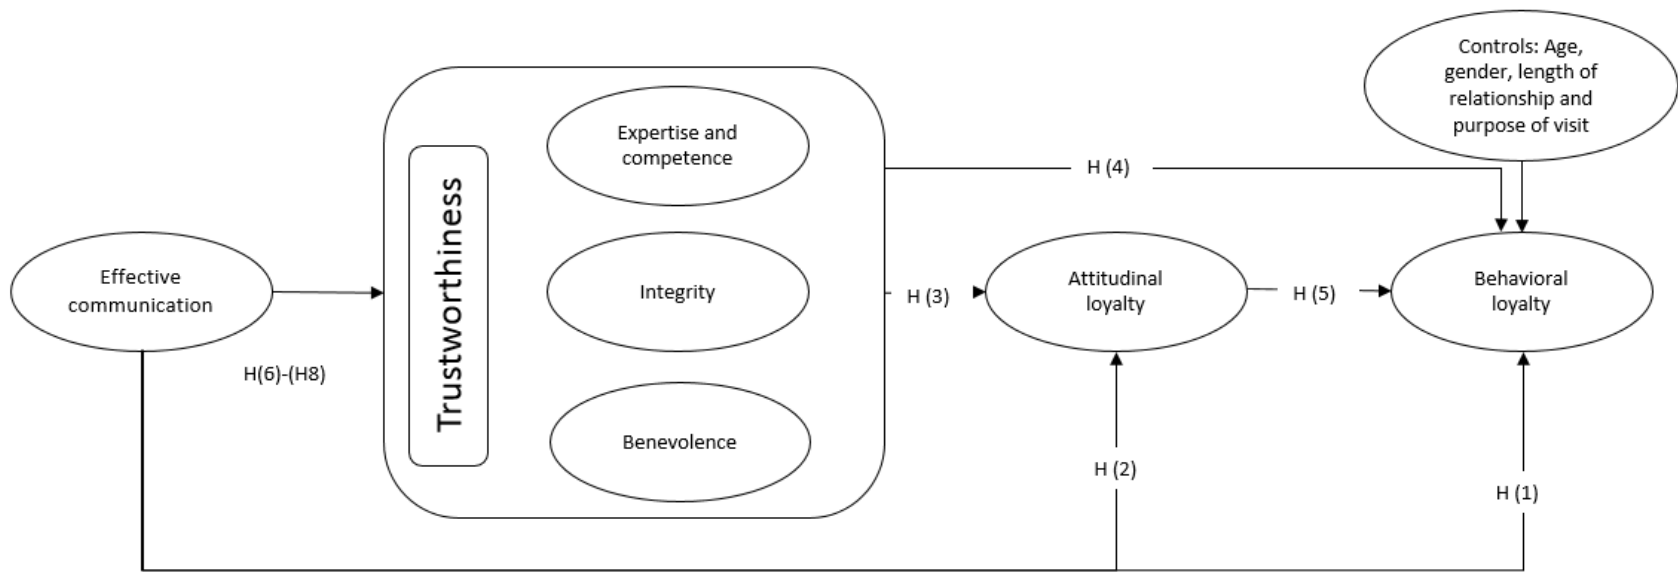 Controls: Age,
gender, length of
relationship and
purpose of visit
Expertise and
competence
H (4)
Trustworthiness
Effective
communication
Integrity
H (3)
Attitudinal
loyalty
H (5)
Behavioral
loyalty
H(6)-(H8)
Benevolence
H (2)
H (1)